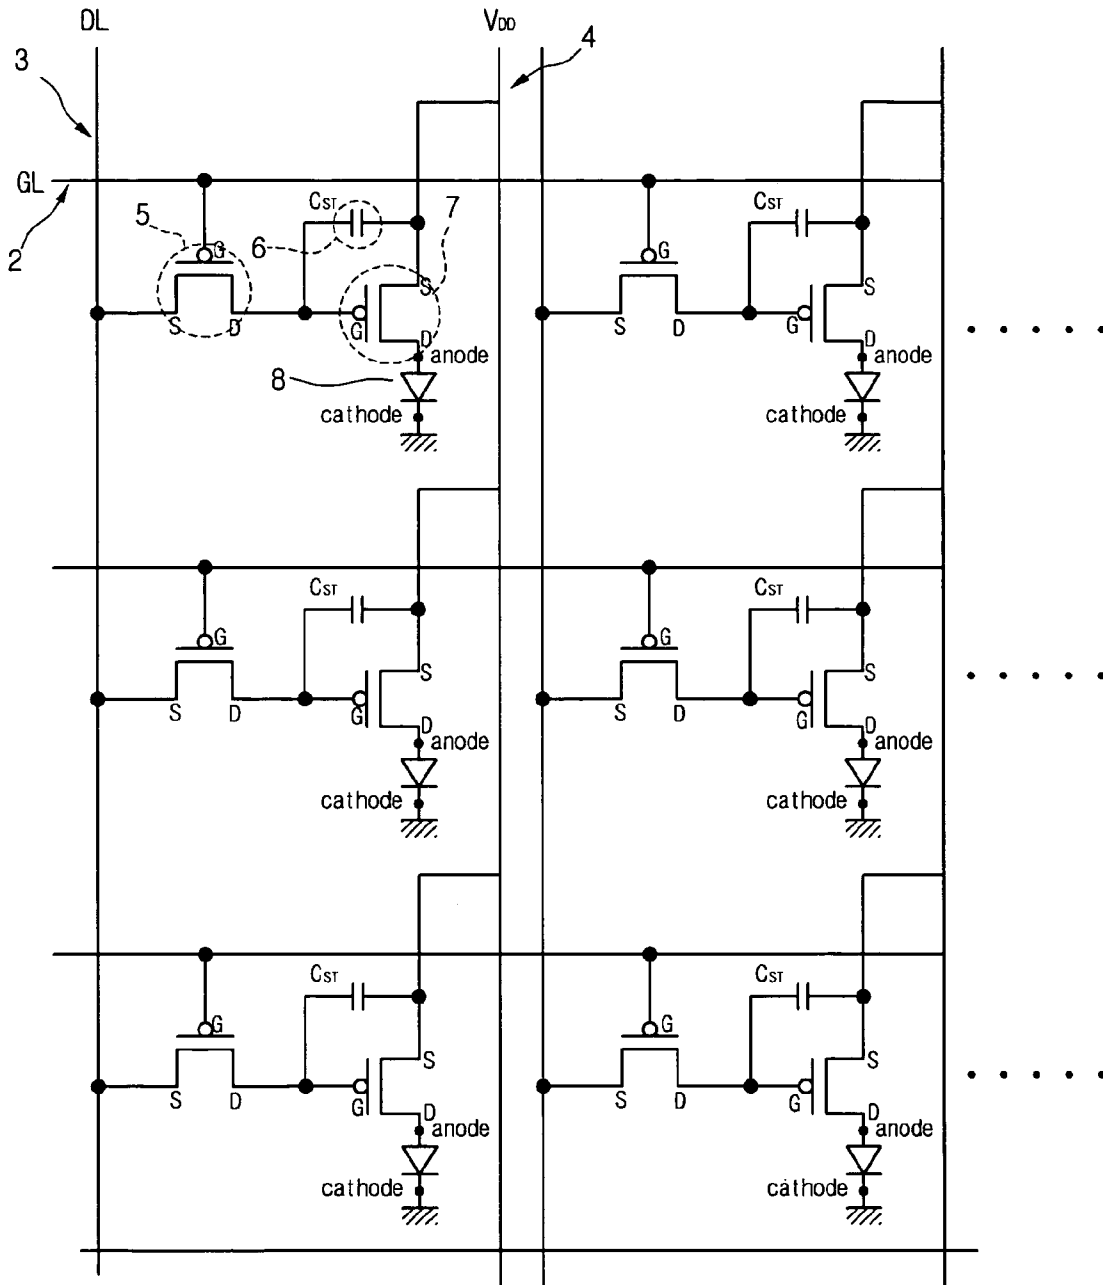 DL VDD
3 4
GL
2
5 G CST 6 7
S D G S D
anode
8
cathode
CST
G
S D G S D
anode
cathode
CST
G
S D G S D
anode
cathode
CST
G
S D G S D
anode
cathode
CST
G
S D G S D
anode
cathode
CST
G
S D G S D
anode
cathode